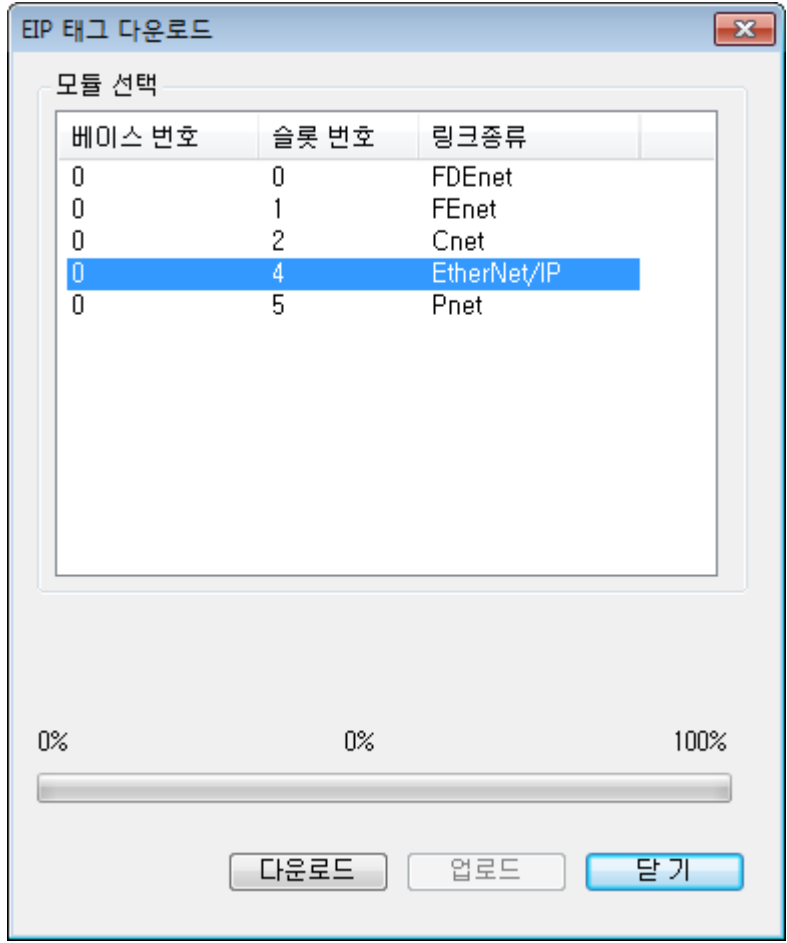 EIP 태그 다운로드
모듈 선택
베이스 번호 슬롯 번호 링크종류
0 0 FDEnet
0 1 FEnet
0 2 Cnet
0 4 EtherNet/IP
0 5 Pnet
0% 0% 100%
다운로드 업로드 닫 기